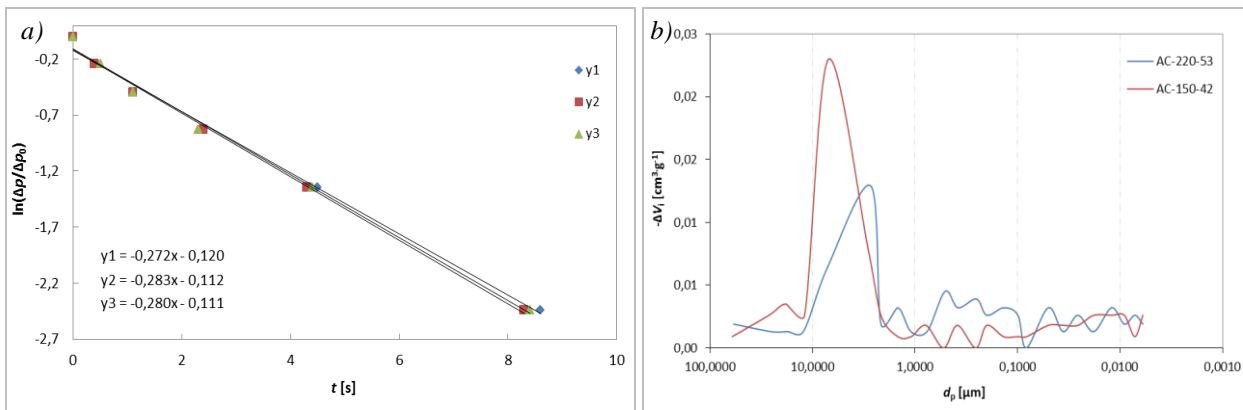 a)
-0,2
-0,7
-1,2
-1,7
-2,2
-2,7
ln(Δp/Δp₀)
y1
y2
y3
y1 = -0,272x - 0,120
y2 = -0,283x - 0,112
y3 = -0,280x - 0,111
0 2 4 6 8 10
t [s]
b)
0,03
0,02
0,02
0,01
0,01
0,00
-ΔVᵢ [cm³·g⁻¹]
AC-220-53
AC-150-42
100,0000 10,0000 1,0000 0,1000 0,0100 0,0010
dₚ [μm]